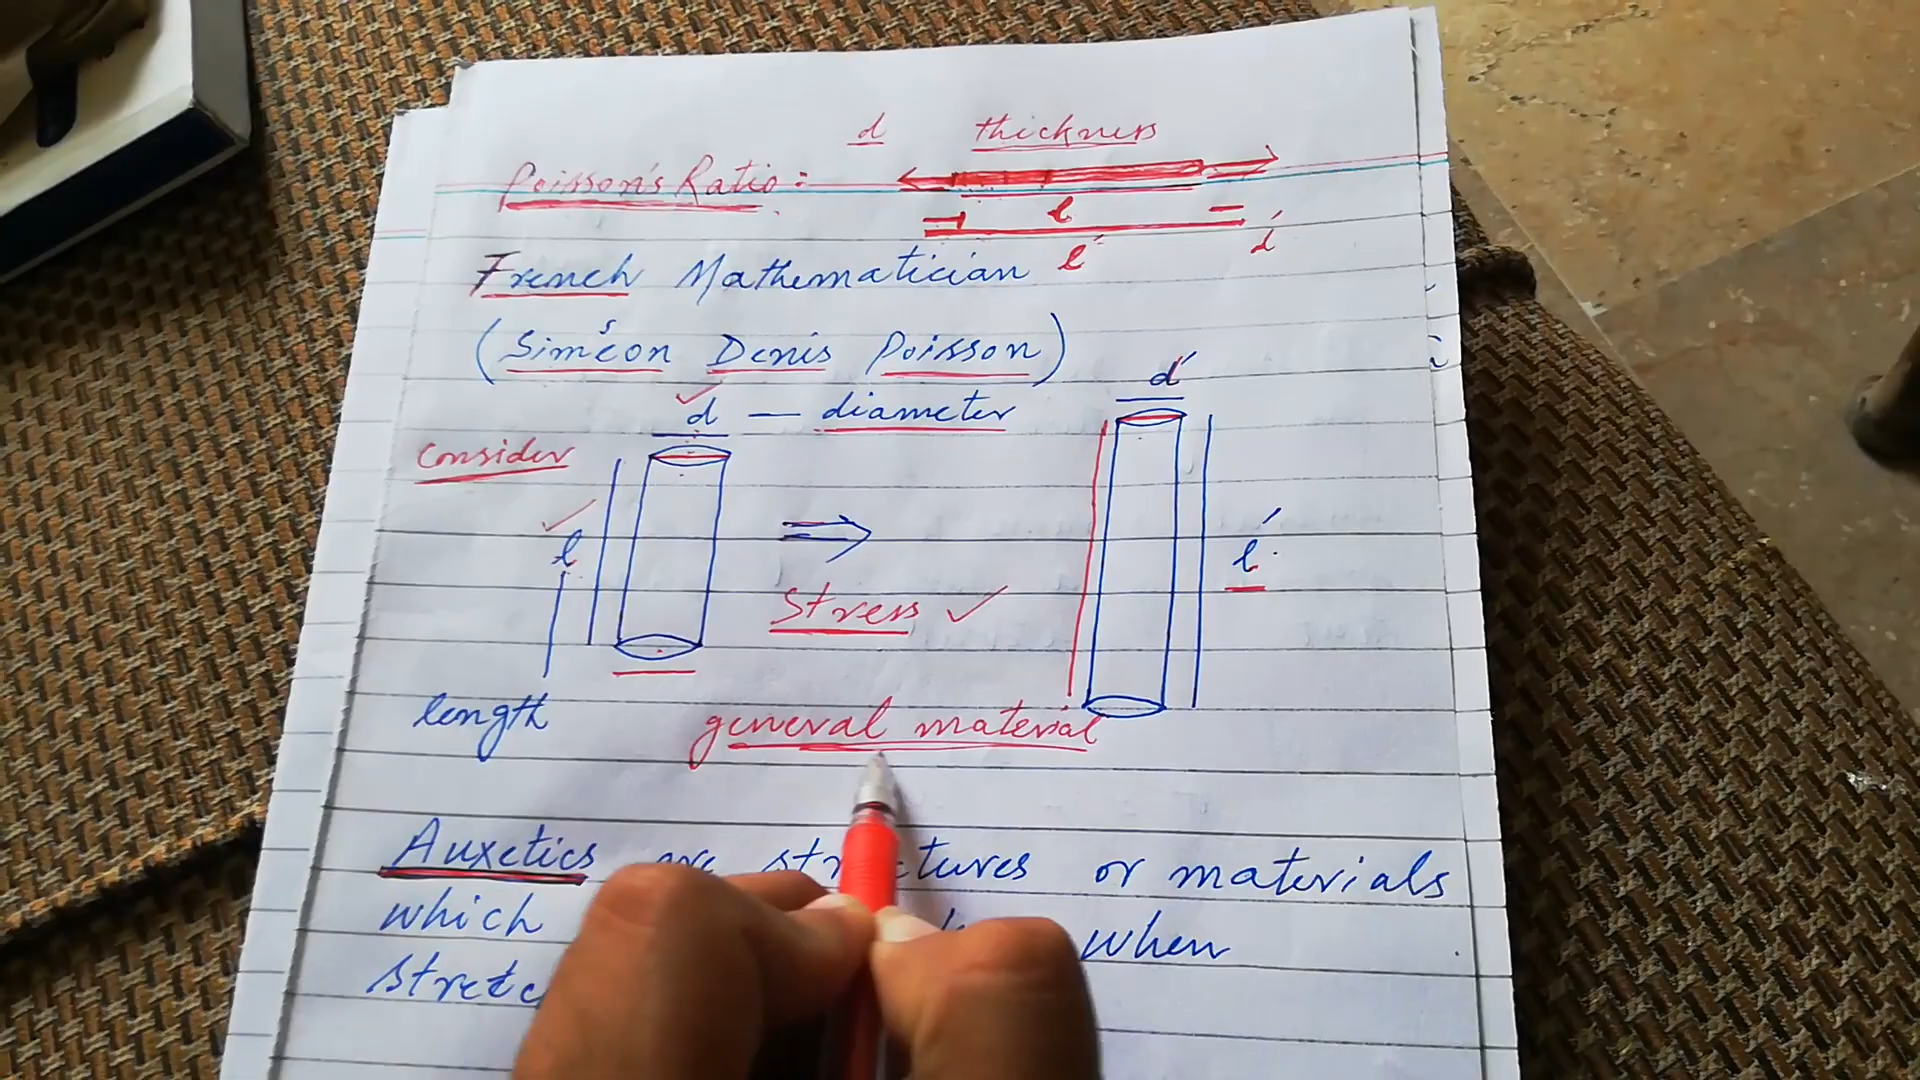 d thickness
Poisson's Ratio:
l
l' d'
French Mathematician
(Siméon Denis Poisson)
d'
d — diameter
Consider
l
l'
Stress ✓
length
general material
Auxetics are structures or materials
which when